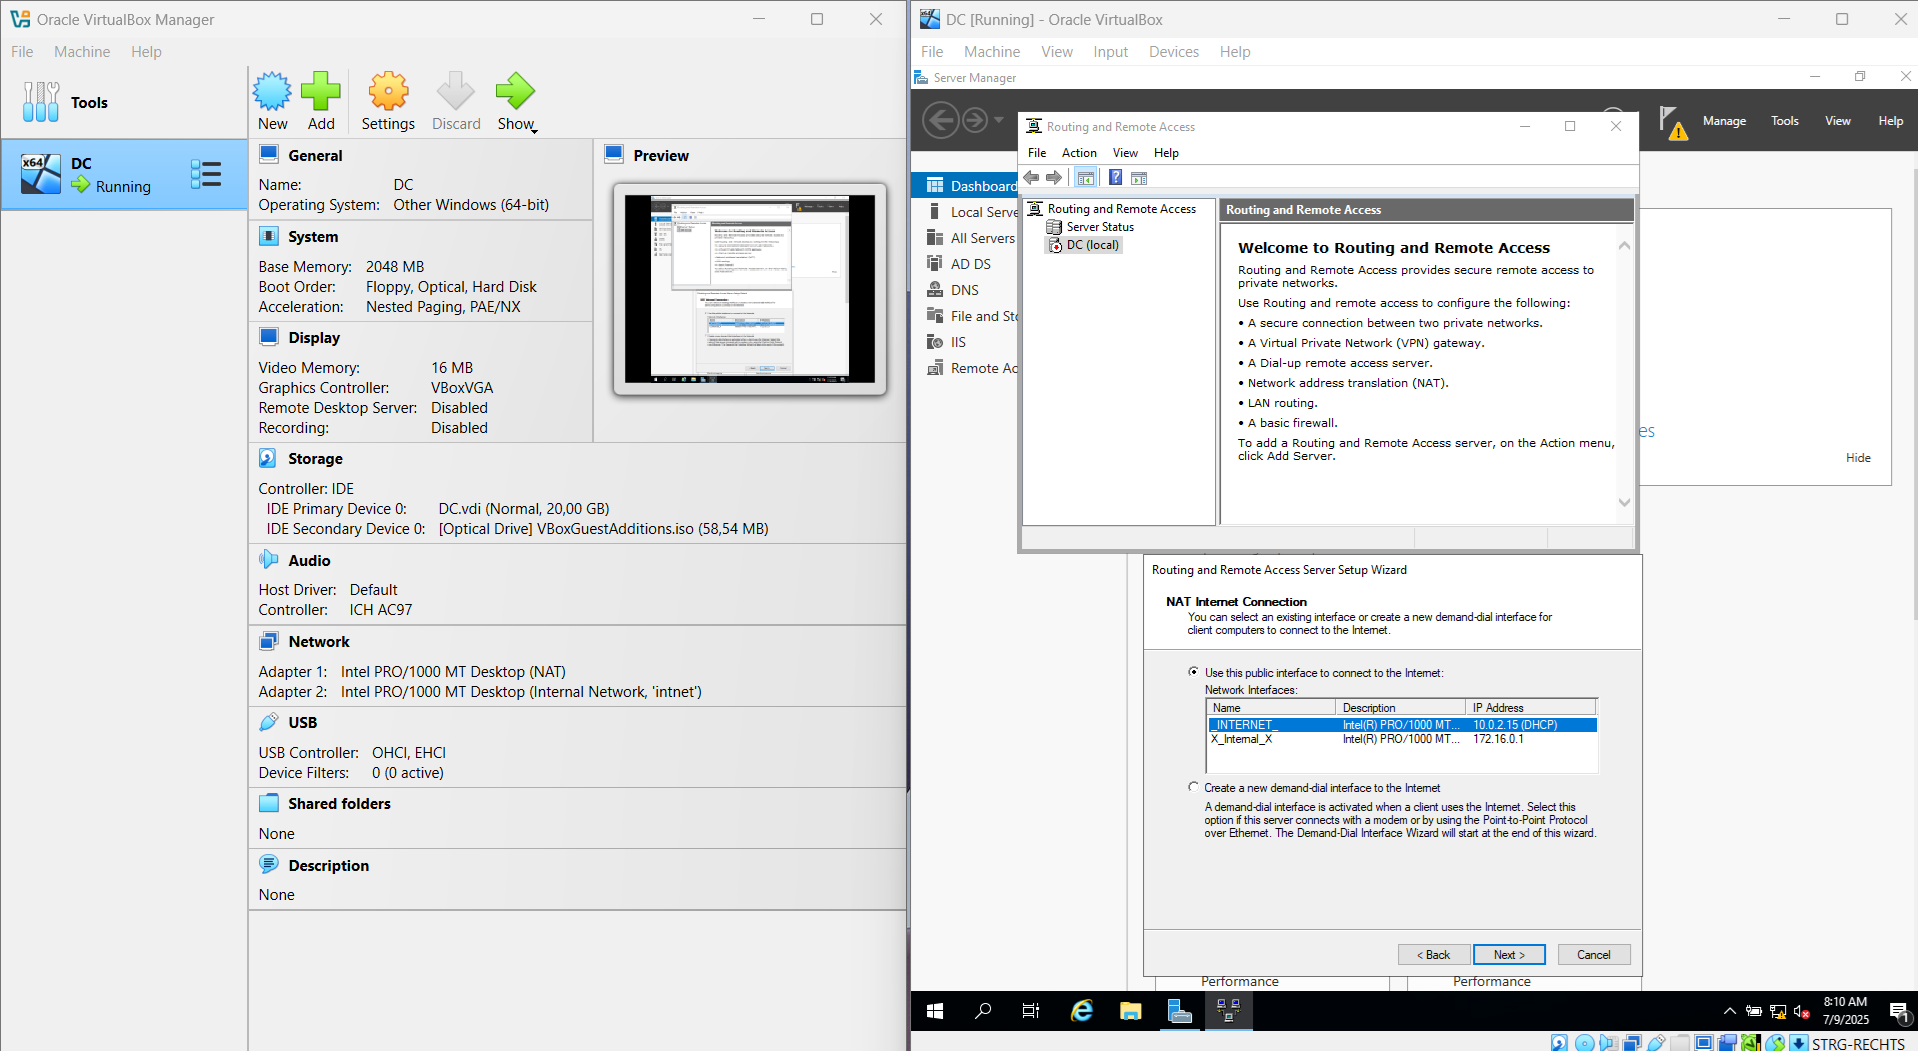 Oracle VirtualBox Manager
File Machine Help
Tools
New Add Settings Discard Show
DC
Running
General
Name: DC
Operating System: Other Windows (64-bit)
System
Base Memory: 2048 MB
Boot Order: Floppy, Optical, Hard Disk
Acceleration: Nested Paging, PAE/NX
Display
Video Memory: 16 MB
Graphics Controller: VBoxVGA
Remote Desktop Server: Disabled
Recording: Disabled
Preview
Storage
Controller: IDE
IDE Primary Device 0: DC.vdi (Normal, 20,00 GB)
IDE Secondary Device 0: [Optical Drive] VBoxGuestAdditions.iso (58,54 MB)
Audio
Host Driver: Default
Controller: ICH AC97
Network
Adapter 1: Intel PRO/1000 MT Desktop (NAT)
Adapter 2: Intel PRO/1000 MT Desktop (Internal Network, 'intnet')
USB
USB Controller: OHCI, EHCI
Device Filters: 0 (0 active)
Shared folders
None
Description
None
DC [Running] - Oracle VirtualBox
File Machine View Input Devices Help
Server Manager
Manage Tools View Help
Dashboard
Local Serve
All Servers
AD DS
DNS
File and Sto
IIS
Remote Ac
Routing and Remote Access
File Action View Help
Routing and Remote Access
Server Status
DC (local)
Routing and Remote Access
Welcome to Routing and Remote Access
Routing and Remote Access provides secure remote access to
private networks.
Use Routing and remote access to configure the following:
• A secure connection between two private networks.
• A Virtual Private Network (VPN) gateway.
• A Dial-up remote access server.
• Network address translation (NAT).
• LAN routing.
• A basic firewall.
To add a Routing and Remote Access server, on the Action menu,
click Add Server.
es
Hide
Routing and Remote Access Server Setup Wizard
NAT Internet Connection
You can select an existing interface or create a new demand-dial interface for
client computers to connect to the Internet.
Use this public interface to connect to the Internet:
Network Interfaces:
Name Description IP Address
_INTERNET_ Intel(R) PRO/1000 MT... 10.0.2.15 (DHCP)
X_Internal_X Intel(R) PRO/1000 MT... 172.16.0.1
Create a new demand-dial interface to the Internet
A demand-dial interface is activated when a client uses the Internet. Select this
option if this server connects with a modem or by using the Point-to-Point Protocol
over Ethernet. The Demand-Dial Interface Wizard will start at the end of this wizard.
< Back Next > Cancel
Performance Performance
8:10 AM
7/9/2025
1
STRG-RECHTS